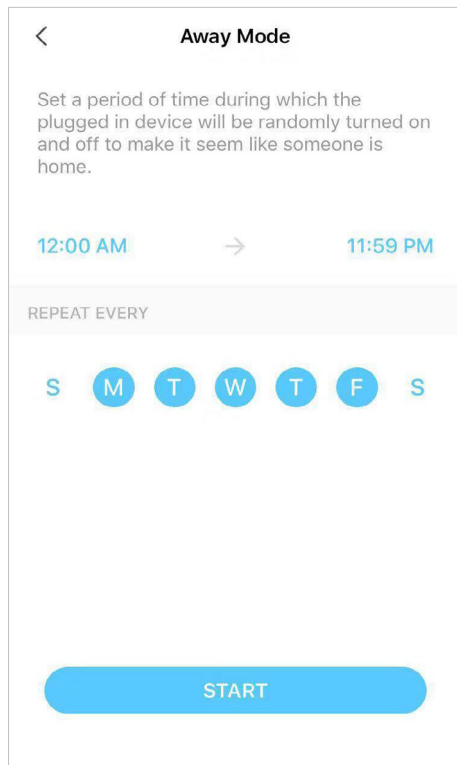 Away Mode
Set a period of time during which the
plugged in device will be randomly turned on
and off to make it seem like someone is
home.
12:00 AM → 11:59 PM
REPEAT EVERY
S M T W T F S
START